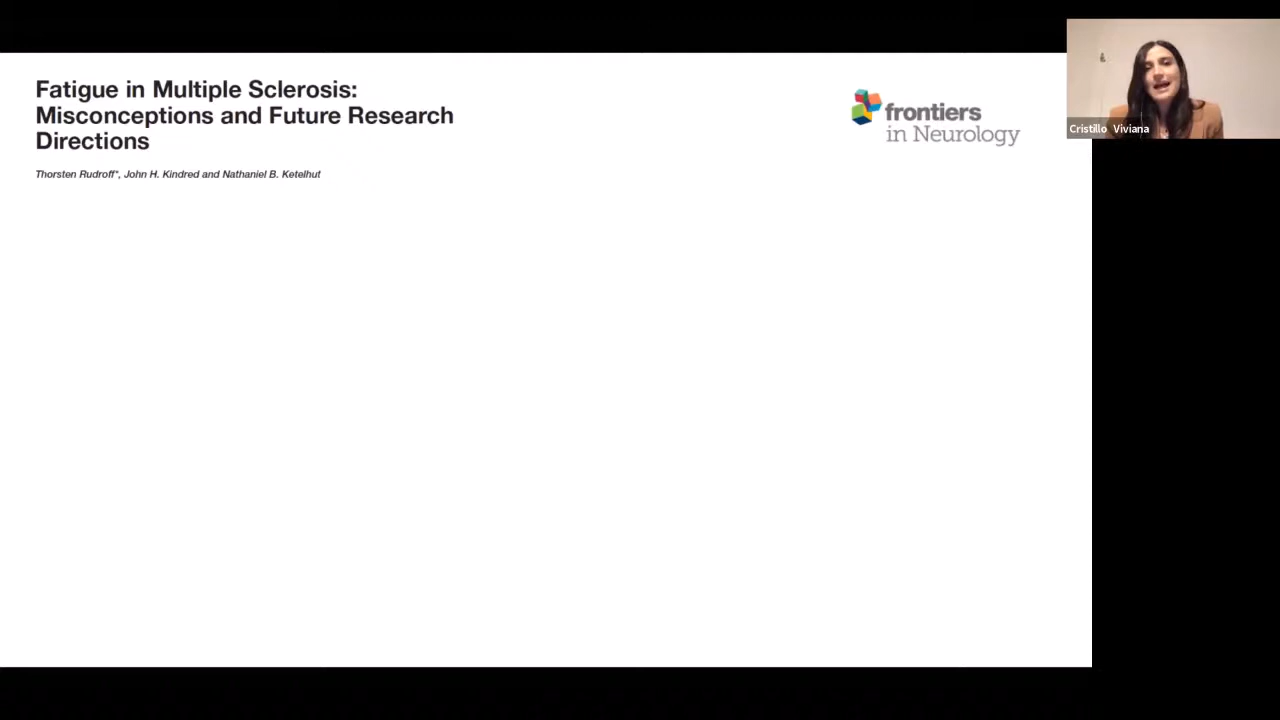 Fatigue in Multiple Sclerosis:
Misconceptions and Future Research
Directions
Thorsten Rudroff*, John H. Kindred and Nathaniel B. Ketelhut
frontiers
in Neurology
Cristillo Viviana